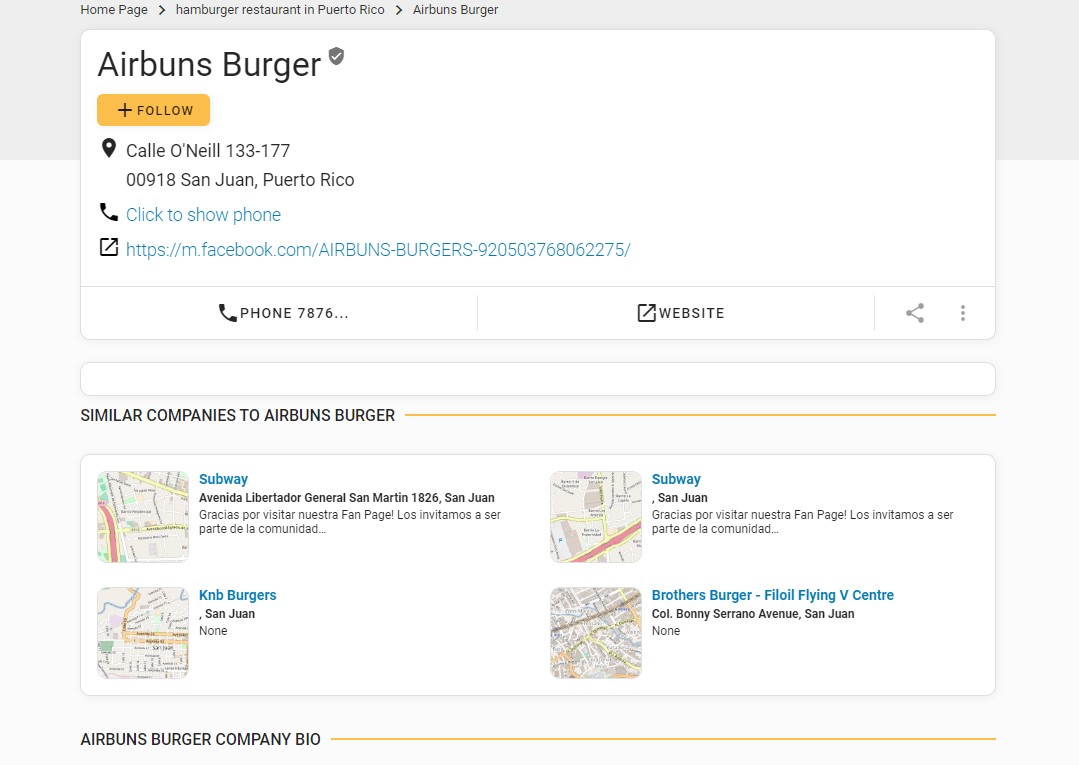 Home Page > hamburger restaurant in Puerto Rico > Airbuns Burger
Airbuns Burger
+ FOLLOW
Calle O'Neill 133-177
00918 San Juan, Puerto Rico
Click to show phone
https://m.facebook.com/AIRBUNS-BURGERS-920503768062275/
PHONE 7876...
WEBSITE
SIMILAR COMPANIES TO AIRBUNS BURGER
Subway
Avenida Libertador General San Martin 1826, San Juan
Gracias por visitar nuestra Fan Page! Los invitamos a ser
parte de la comunidad...
Subway
, San Juan
Gracias por visitar nuestra Fan Page! Los invitamos a ser
parte de la comunidad...
Knb Burgers
, San Juan
None
Brothers Burger - Filoil Flying V Centre
Col. Bonny Serrano Avenue, San Juan
None
AIRBUNS BURGER COMPANY BIO